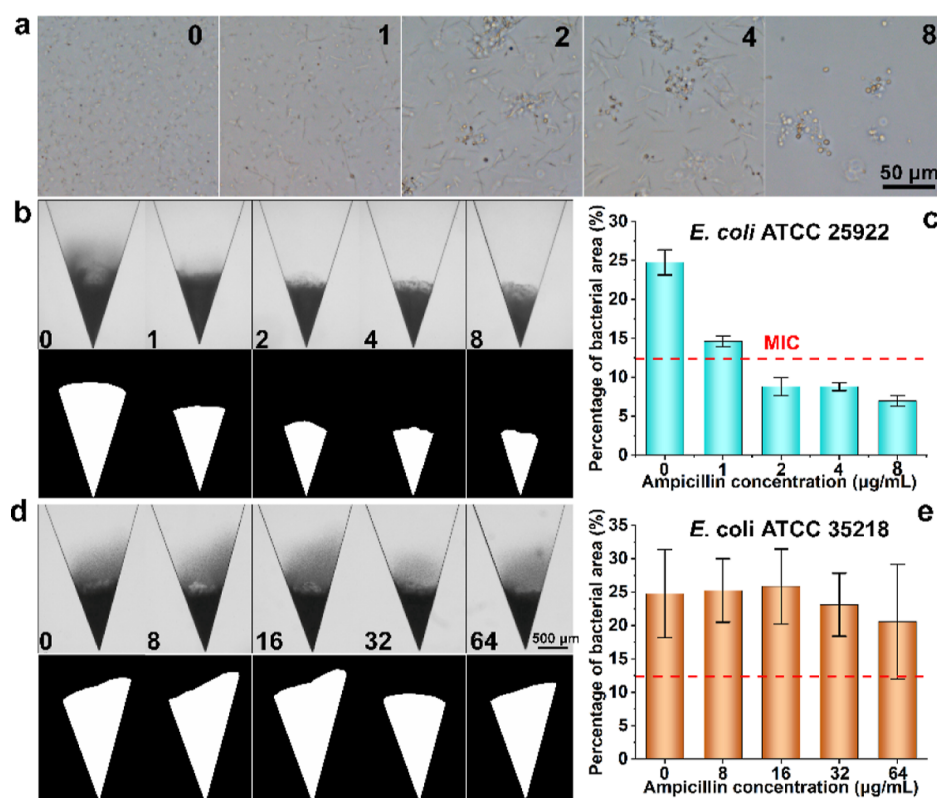 a
0
1
2
4
8
50 μm
b
0
1
2
4
8
c
E. coli ATCC 25922
MIC
Percentage of bacterial area (%)
30
25
20
15
10
5
0
0 1 2 4 8
Ampicillin concentration (μg/mL)
d
0
8
16
32
64
500 μm
e
E. coli ATCC 35218
Percentage of bacterial area (%)
35
30
25
20
15
10
5
0
0 8 16 32 64
Ampicillin concentration (μg/mL)